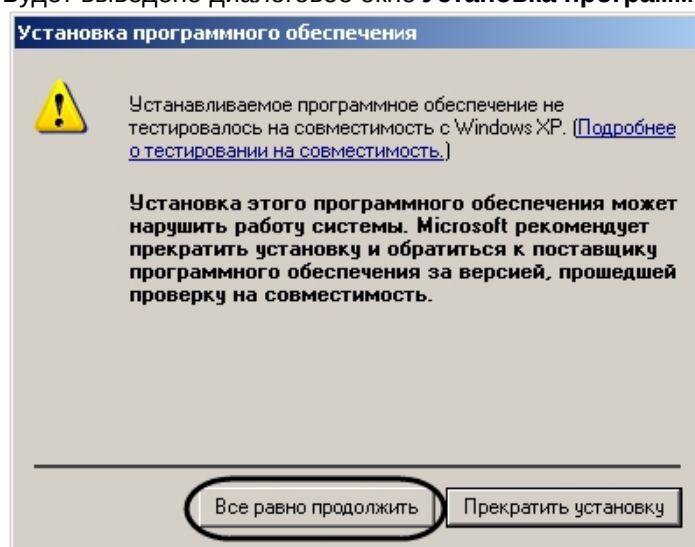 Будет выведено диалоговое окно Установка программ
Установка программного обеспечения
Устанавливаемое программное обеспечение не
тестировалось на совместимость с Windows XP. (Подробнее
о тестировании на совместимость.)
Установка этого программного обеспечения может
нарушить работу системы. Microsoft рекомендует
прекратить установку и обратиться к поставщику
программного обеспечения за версией, прошедшей
проверку на совместимость.
Все равно продолжить
Прекратить установку